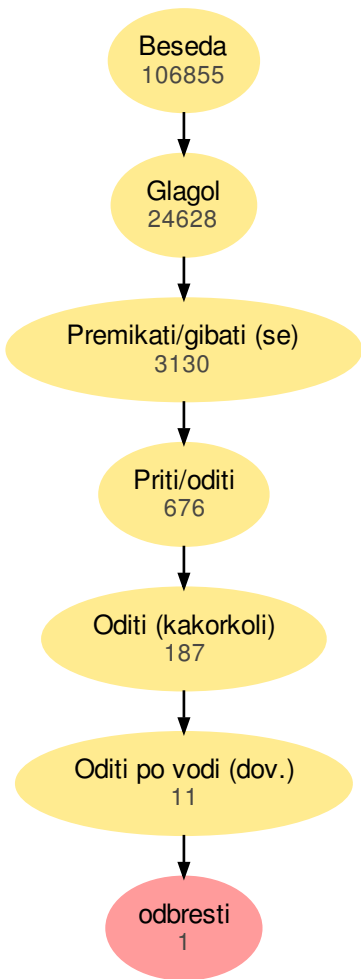 Beseda
106855
Glagol
24628
Premikati/gibati (se)
3130
Priti/oditi
676
Oditi (kakorkoli)
187
Oditi po vodi (dov.)
11
odbresti
1